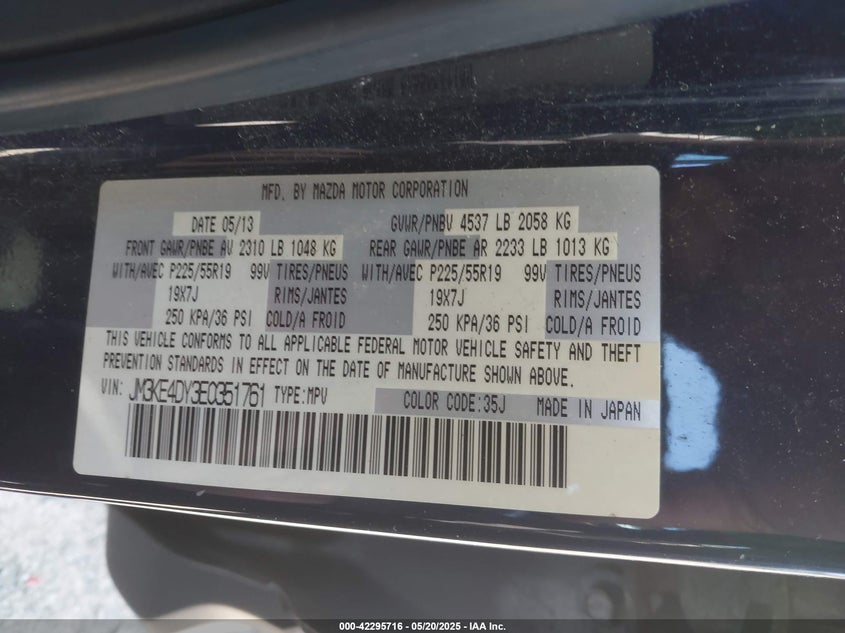 MFD. BY MAZDA MOTOR CORPORATION
DATE 05/13 GVWR/PNBV 4537 LB 2058 KG
FRONT GAWR/PNBE AV 2310 LB 1048 KG REAR GAWR/PNBE AR 2233 LB 1013 KG
WITH/AVEC P225/55R19 99V TIRES/PNEUS WITH/AVEC P225/55R19 99V TIRES/PNEUS
19X7J RIMS/JANTES 19X7J RIMS/JANTES
250 KPA/36 PSI COLD/A FROID 250 KPA/36 PSI COLD/A FROID
THIS VEHICLE CONFORMS TO ALL APPLICABLE FEDERAL MOTOR VEHICLE SAFETY AND THEFT
PREVENTION STANDARDS IN EFFECT ON THE DATE OF MANUFACTURE SHOWN ABOVE.
VIN: JM3KE4DY3E0351761 TYPE:MPV COLOR CODE:35J MADE IN JAPAN
000-42295716 — 05/20/2025 — IAA Inc.